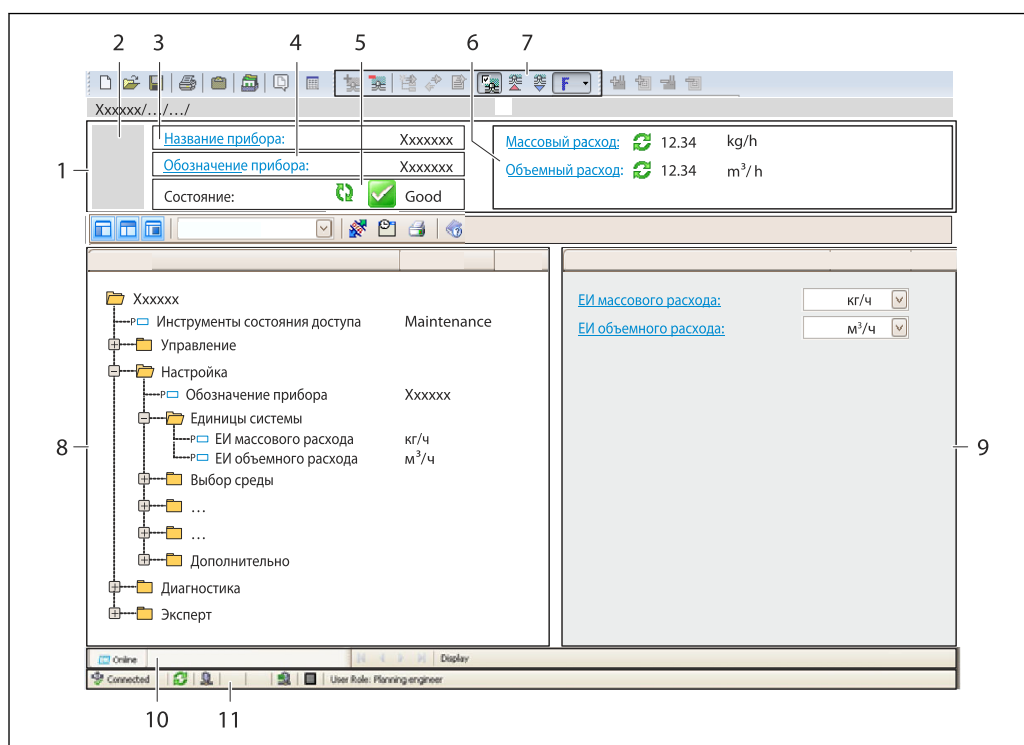 2 3 4 5 6 7
F
Xxxxxx/.../.../
1
Название прибора: Xxxxxxx
Обозначение прибора: Xxxxxxx
Состояние: Good
Массовый расход: 12.34 kg/h
Объемный расход: 12.34 m³/h
8
Xxxxxx
P Инструменты состояния доступа Maintenance
Управление
Настройка
P Обозначение прибора Xxxxxx
Единицы системы
P ЕИ массового расхода кг/ч
P ЕИ объемного расхода м³/ч
Выбор среды
…
…
Дополнительно
Диагностика
Эксперт
ЕИ массового расхода: кг/ч
ЕИ объемного расхода: м³/ч
9
Online Display
Connected User Role: Planning engineer
10 11